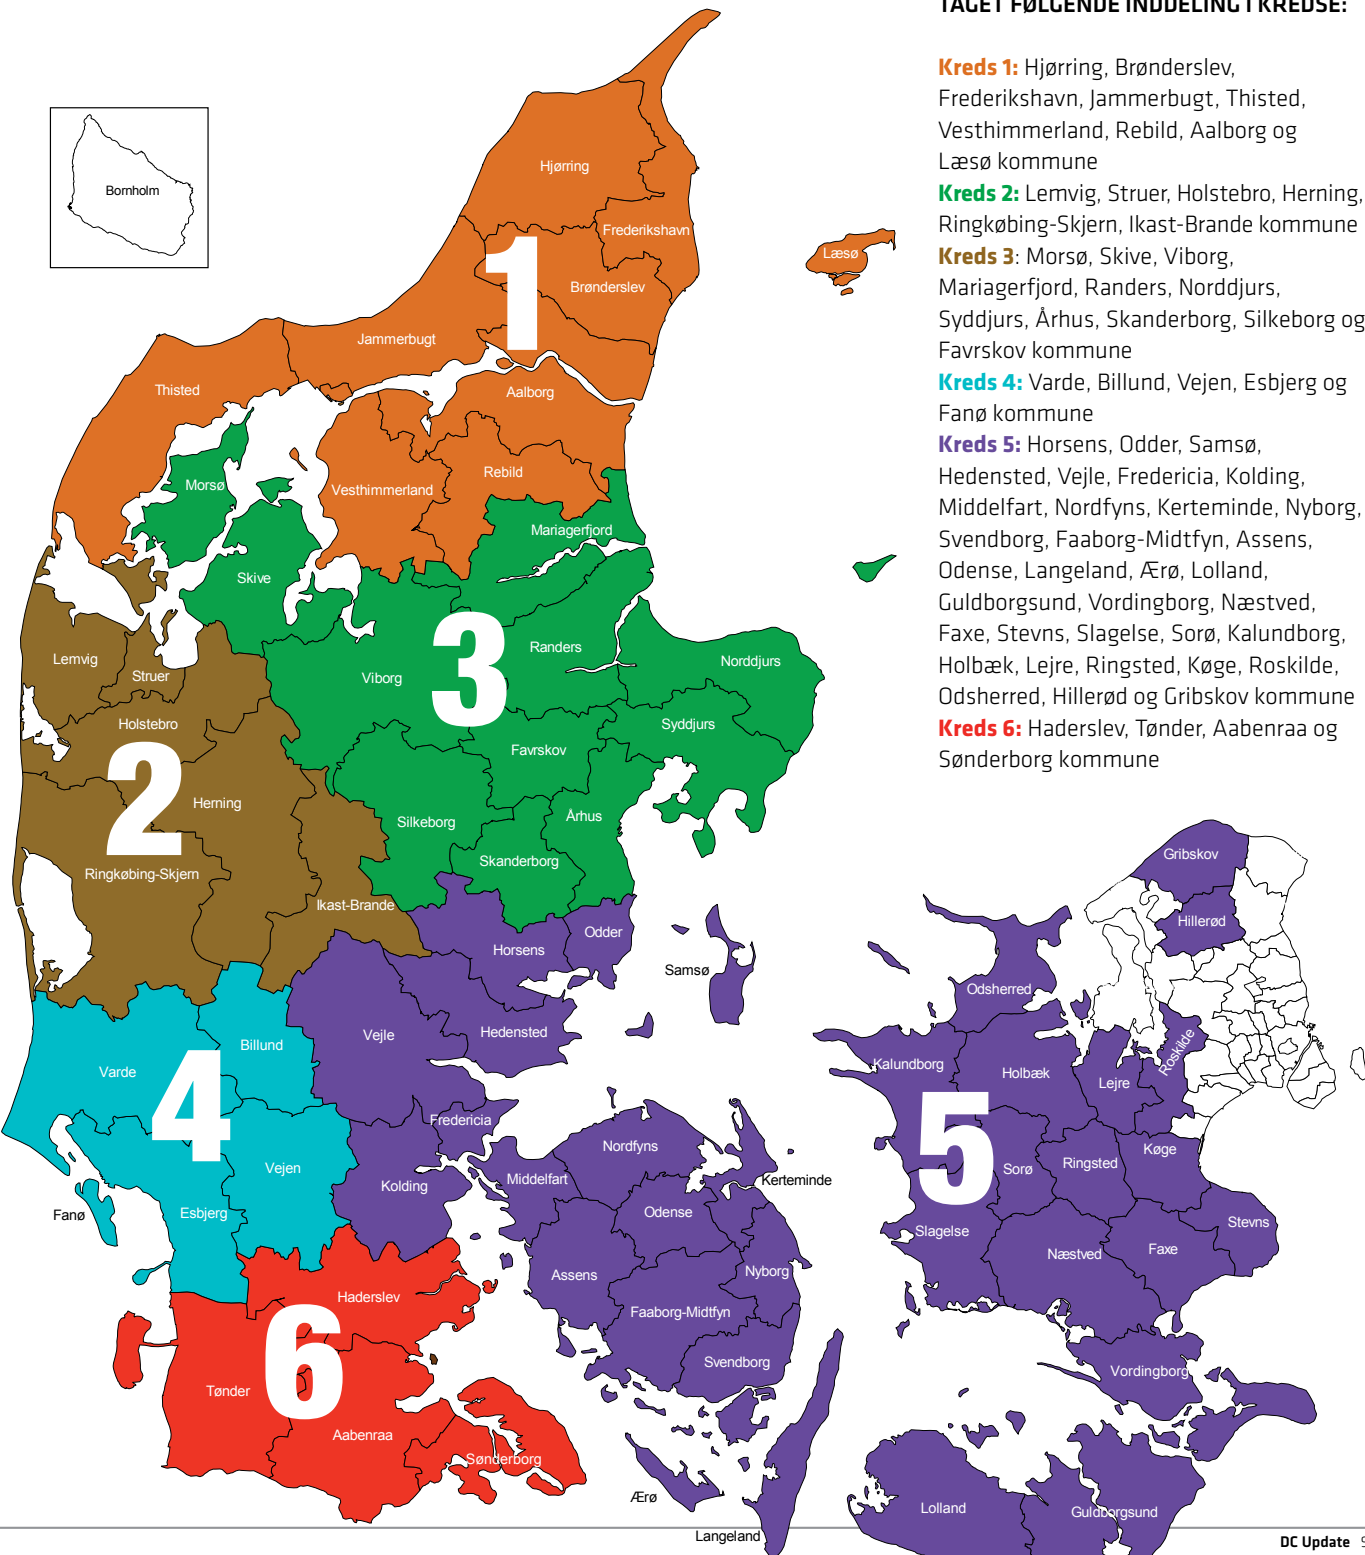 TAGET FØLGENDE INDDELING I KREDSE:
Kreds 1: Hjørring, Brønderslev,
Frederikshavn, Jammerbugt, Thisted,
Vesthimmerland, Rebild, Aalborg og
Læsø kommune
Kreds 2: Lemvig, Struer, Holstebro, Herning,
Ringkøbing-Skjern, Ikast-Brande kommune
Kreds 3: Morsø, Skive, Viborg,
Mariagerfjord, Randers, Norddjurs,
Syddjurs, Århus, Skanderborg, Silkeborg og
Favrskov kommune
Kreds 4: Varde, Billund, Vejen, Esbjerg og
Fanø kommune
Kreds 5: Horsens, Odder, Samsø,
Hedensted, Vejle, Fredericia, Kolding,
Middelfart, Nordfyns, Kerteminde, Nyborg,
Svendborg, Faaborg-Midtfyn, Assens,
Odense, Langeland, Ærø, Lolland,
Guldborgsund, Vordingborg, Næstved,
Faxe, Stevns, Slagelse, Sorø, Kalundborg,
Holbæk, Lejre, Ringsted, Køge, Roskilde,
Odsherred, Hillerød og Gribskov kommune
Kreds 6: Haderslev, Tønder, Aabenraa og
Sønderborg kommune
Bornholm
Hjørring
Frederikshavn
Læsø
1
Brønderslev
Jammerbugt
Thisted
Aalborg
Rebild
Vesthimmerland
Morsø
Mariagerfjord
Skive
3
Randers
Lemvig
Struer
Viborg
Norddjurs
Holstebro
Syddjurs
Favrskov
2
Herning
Silkeborg
Århus
Skanderborg
Ringkøbing-Skjern
Ikast-Brande
Horsens
Odder
Samsø
Hedensted
Vejle
Billund
Varde
4
Fredericia
Vejen
Kolding
Middelfart
Nordfyns
Kerteminde
Fanø
Esbjerg
Odense
Assens
Nyborg
Faaborg-Midtfyn
Haderslev
6
Svendborg
Tønder
Aabenraa
Sønderborg
Ærø
Langeland
Gribskov
Hillerød
Odsherred
Roskilde
Kalundborg
Holbæk
Lejre
5
Køge
Sorø
Ringsted
Stevns
Slagelse
Næstved
Faxe
Vordingborg
Lolland
Guldborgsund
DC Update